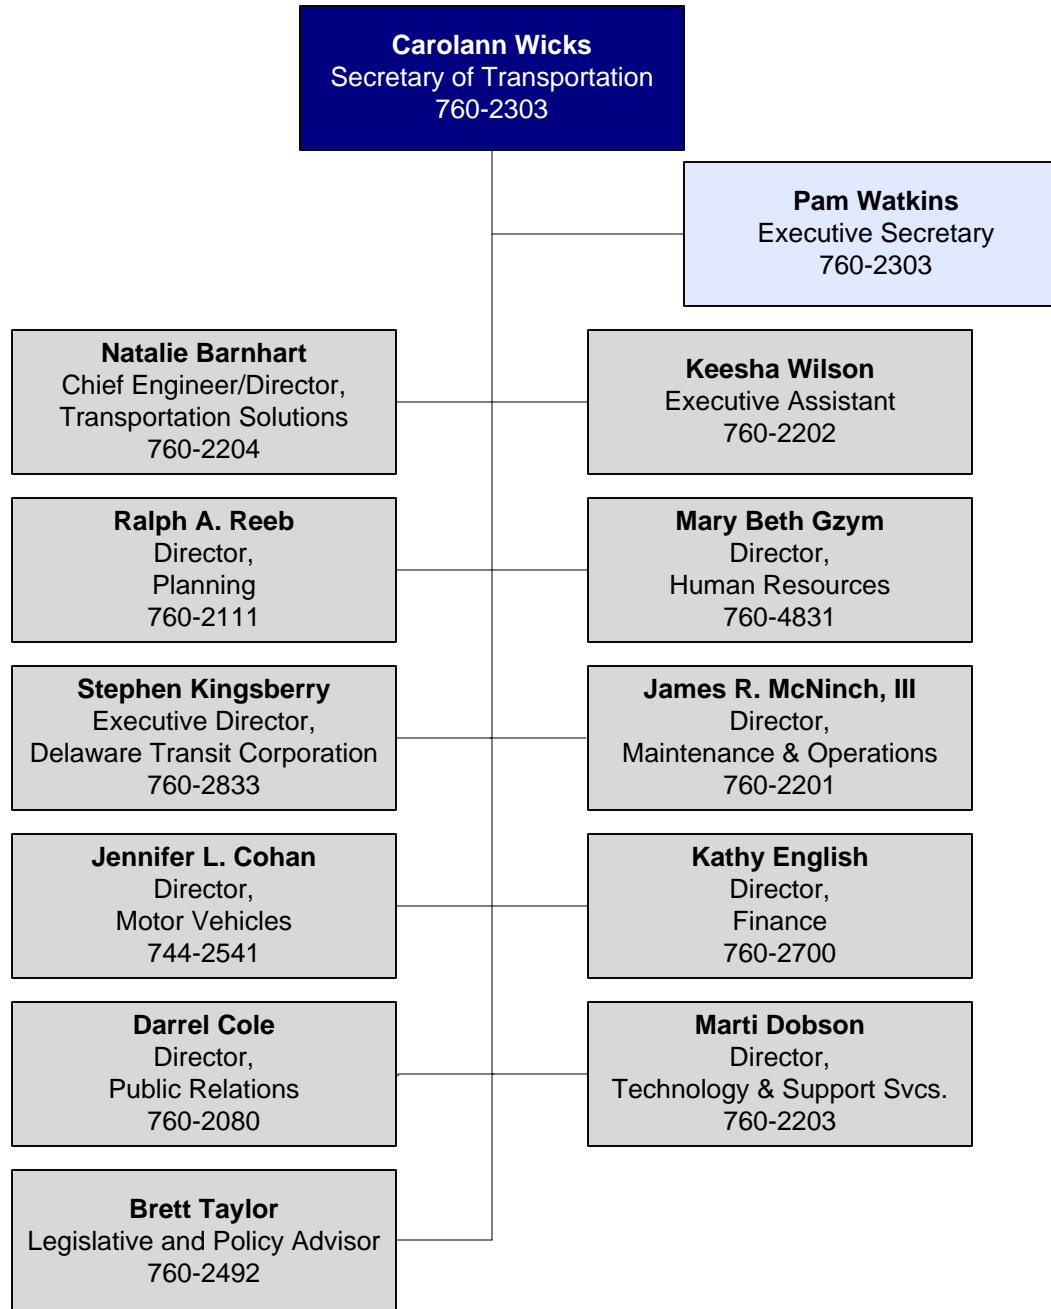 Carolann Wicks
Secretary of Transportation
760-2303
Pam Watkins
Executive Secretary
760-2303
Natalie Barnhart
Chief Engineer/Director,
Transportation Solutions
760-2204
Keesha Wilson
Executive Assistant
760-2202
Ralph A. Reeb
Director,
Planning
760-2111
Mary Beth Gzym
Director,
Human Resources
760-4831
Stephen Kingsberry
Executive Director,
Delaware Transit Corporation
760-2833
James R. McNinch, III
Director,
Maintenance & Operations
760-2201
Jennifer L. Cohan
Director,
Motor Vehicles
744-2541
Kathy English
Director,
Finance
760-2700
Darrel Cole
Director,
Public Relations
760-2080
Marti Dobson
Director,
Technology & Support Svcs.
760-2203
Brett Taylor
Legislative and Policy Advisor
760-2492